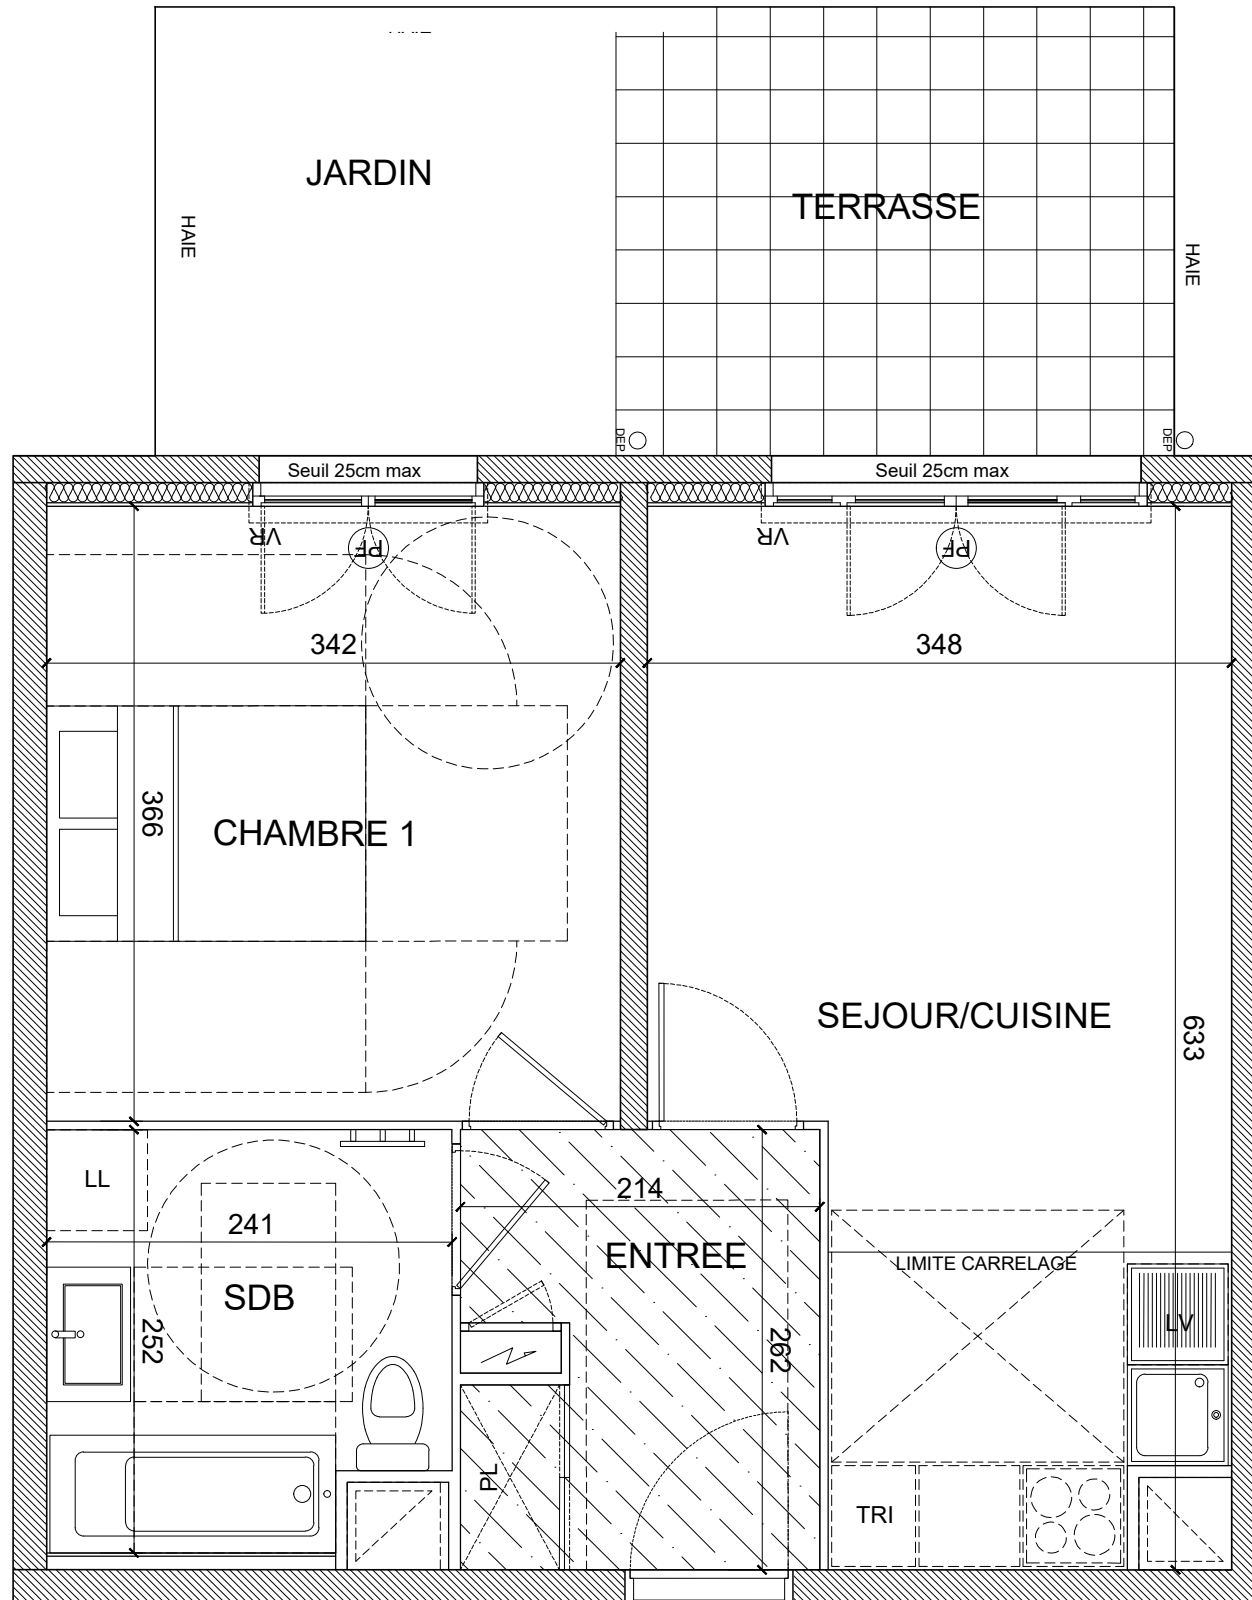 JARDIN
TERRASSE
HAIE
HAIE
DEP
DEP
Seuil 25cm max
Seuil 25cm max
VR
PF
VR
PF
342
348
366
CHAMBRE 1
SEJOUR/CUISINE
633
LL
214
241
ENTREE
LIMITE CARRELAGE
SDB
252
262
LV
PL
TRI